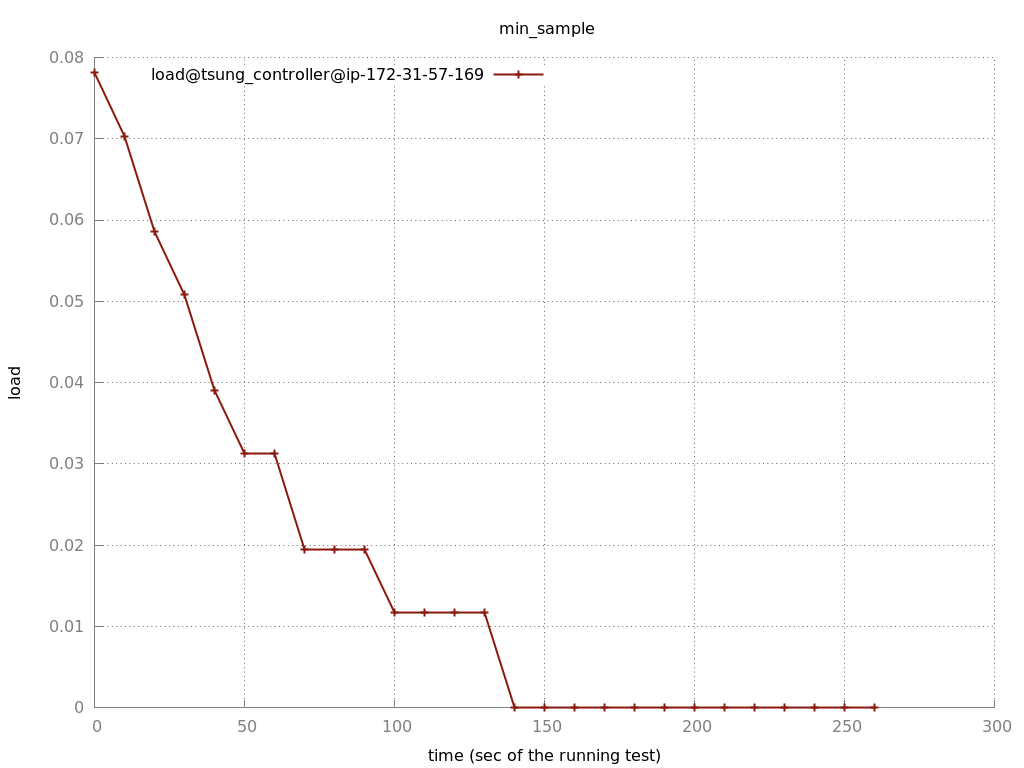 min_sample
load@tsung_controller@ip-172-31-57-169
0.08
0.07
0.06
0.05
0.04
0.03
0.02
0.01
0
load
0 50 100 150 200 250 300
time (sec of the running test)